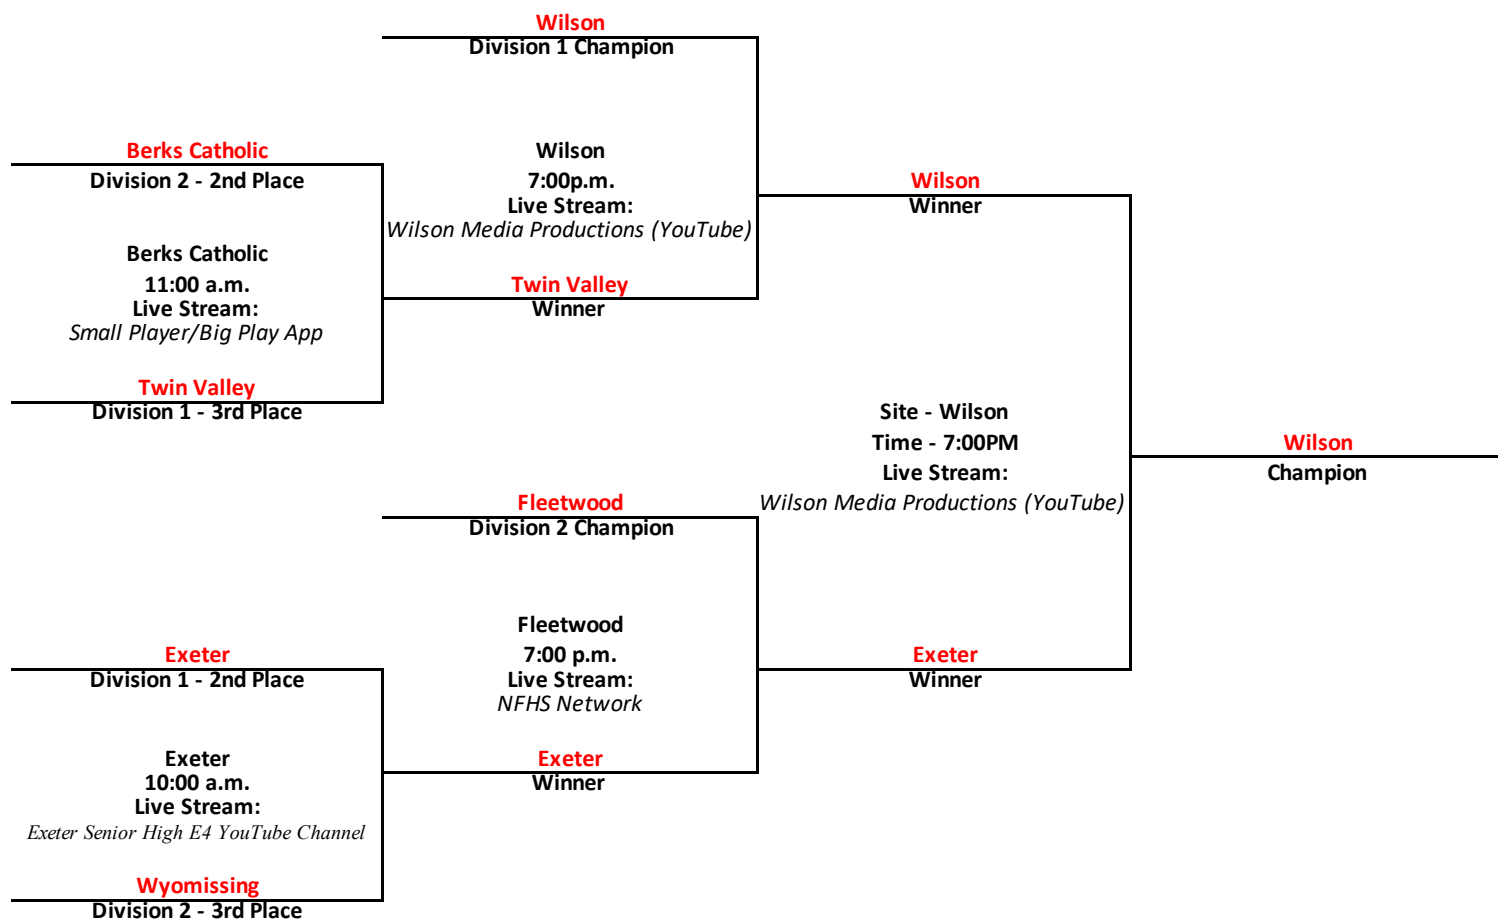 Wilson
Division 1 Champion
Berks Catholic
Division 2 - 2nd Place
Wilson
7:00p.m.
Live Stream:
Wilson Media Productions (YouTube)
Wilson
Winner
Berks Catholic
11:00 a.m.
Live Stream:
Small Player/Big Play App
Twin Valley
Winner
Twin Valley
Division 1 - 3rd Place
Site - Wilson
Time - 7:00PM
Live Stream:
Wilson Media Productions (YouTube)
Wilson
Champion
Fleetwood
Division 2 Champion
Exeter
Division 1 - 2nd Place
Fleetwood
7:00 p.m.
Live Stream:
NFHS Network
Exeter
Winner
Exeter
10:00 a.m.
Live Stream:
Exeter Senior High E4 YouTube Channel
Exeter
Winner
Wyomissing
Division 2 - 3rd Place